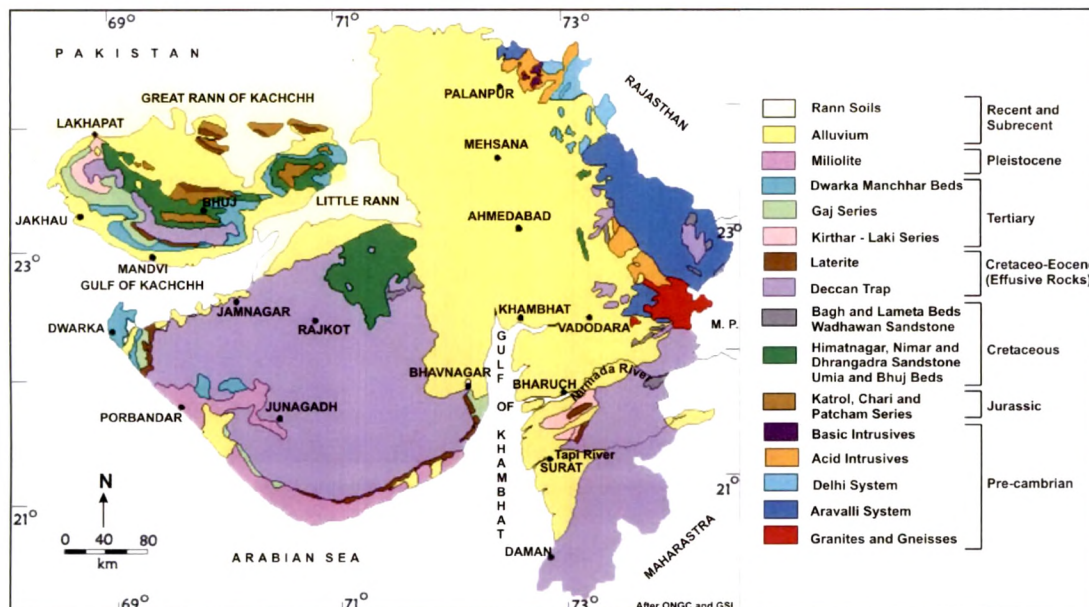 69°
71°
73°
PAKISTAN
GREAT RANN OF KACHCHH
LAKHAPAT
PALANPUR
RAJASTHAN
MEHSANA
BHUJ
LITTLE RANN
JAKHAU
AHMEDABAD
23°
23°
MANDVI
GULF OF KACHCHH
JAMNAGAR
RAJKOT
DWARKA
KHAMBHAT
VADODARA
M. P.
BHAVNAGAR
GULF OF KHAMBHAT
BHARUCH
Narmada River
PORBANDAR
JUNAGADH
Tapi River
SURAT
N
21°
21°
0 40 80
km
ARABIAN SEA
DAMAN
MAHARASTRA
69°
71°
73°
After ONGC and GSI
Rann Soils
Alluvium
Recent and
Subrecent
Miliolite
Pleistocene
Dwarka Manchhar Beds
Gaj Series
Kirthar - Laki Series
Tertiary
Laterite
Deccan Trap
Cretaceo-Eocene
(Effusive Rocks)
Bagh and Lameta Beds
Wadhawan Sandstone
Himatnagar, Nimar and
Dhrangadra Sandstone
Umia and Bhuj Beds
Cretaceous
Katrol, Chari and
Patcham Series
Jurassic
Basic Intrusives
Acid Intrusives
Delhi System
Aravalli System
Granites and Gneisses
Pre-cambrian